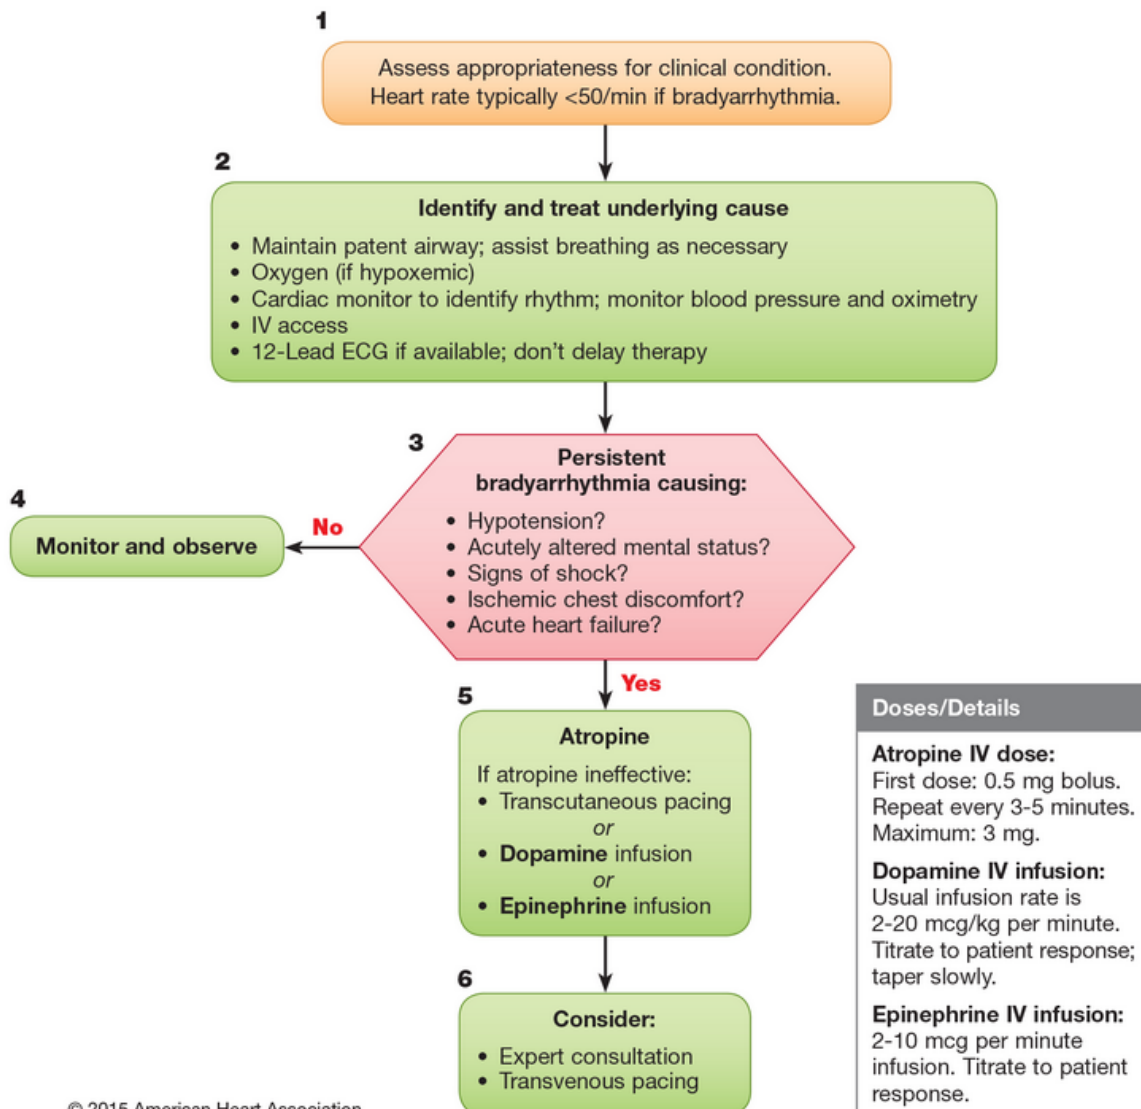 1
Assess appropriateness for clinical condition.
Heart rate typically <50/min if bradyarrhythmia.
2
Identify and treat underlying cause
• Maintain patent airway; assist breathing as necessary
• Oxygen (if hypoxemic)
• Cardiac monitor to identify rhythm; monitor blood pressure and oximetry
• IV access
• 12-Lead ECG if available; don't delay therapy
3
Persistent
bradyarrhythmia causing:
• Hypotension?
• Acutely altered mental status?
• Signs of shock?
• Ischemic chest discomfort?
• Acute heart failure?
4
No
Monitor and observe
Yes
5
Atropine
If atropine ineffective:
• Transcutaneous pacing
or
• Dopamine infusion
or
• Epinephrine infusion
6
Consider:
• Expert consultation
• Transvenous pacing
Doses/Details
Atropine IV dose:
First dose: 0.5 mg bolus.
Repeat every 3-5 minutes.
Maximum: 3 mg.
Dopamine IV infusion:
Usual infusion rate is
2-20 mcg/kg per minute.
Titrate to patient response;
taper slowly.
Epinephrine IV infusion:
2-10 mcg per minute
infusion. Titrate to patient
response.
© 2015 American Heart Association